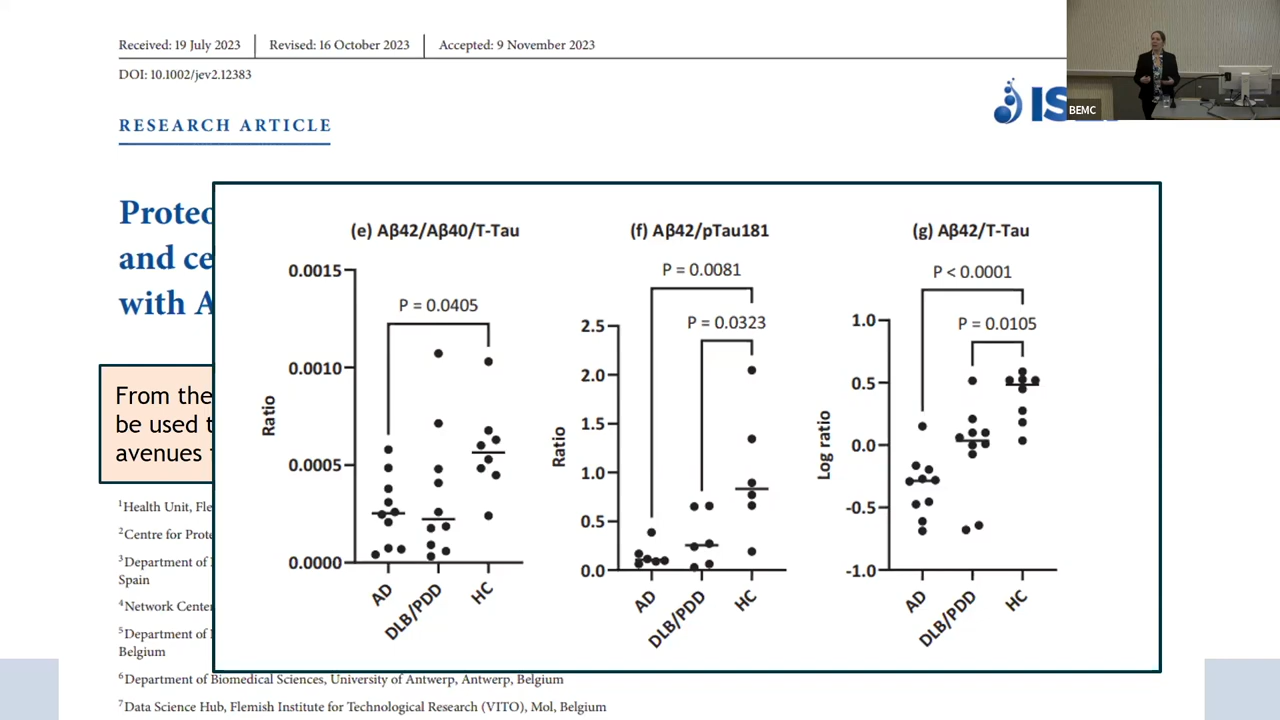 Received: 19 July 2023 | Revised: 16 October 2023 | Accepted: 9 November 2023
DOI: 10.1002/jev2.12383
IS
BEMC
RESEARCH ARTICLE
and
with
From the
be used
avenues
(e) Aβ42/Aβ40/T-Tau
P = 0.0405
Ratio
0.0015
0.0010
0.0005
0.0000
AD
DLB/PDD
HC
(f) Aβ42/pTau181
P = 0.0081
P = 0.0323
Ratio
2.5
2.0
1.5
1.0
0.5
0.0
AD
DLB/PDD
HC
(g) Aβ42/T-Tau
P < 0.0001
P = 0.0105
Log ratio
1.0
0.5
0.0
-0.5
-1.0
AD
DLB/PDD
HC
1Health Unit,
2Centre for
3Department of
Spain
4Network
5Department of
Belgium
6Department of Biomedical Sciences, University of Antwerp, Antwerp, Belgium
7Data Science Hub, Flemish Institute for Technological Research (VITO), Mol, Belgium